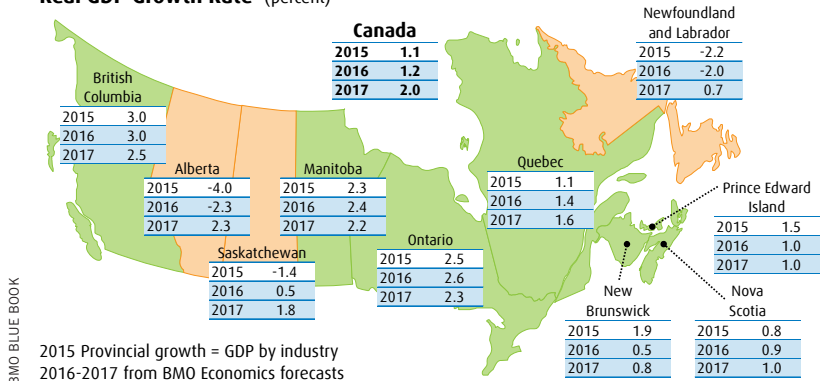 Real GDP Growth Rate (percent)
Canada
2015 1.1
2016 1.2
2017 2.0
Newfoundland
and Labrador
2015 -2.2
2016 -2.0
2017 0.7
British
Columbia
2015 3.0
2016 3.0
2017 2.5
Alberta
2015 -4.0
2016 -2.3
2017 2.3
Manitoba
2015 2.3
2016 2.4
2017 2.2
Quebec
2015 1.1
2016 1.4
2017 1.6
Prince Edward
Island
2015 1.5
2016 1.0
2017 1.0
Saskatchewan
2015 -1.4
2016 0.5
2017 1.8
Ontario
2015 2.5
2016 2.6
2017 2.3
New
Brunswick
2015 1.9
2016 0.5
2017 0.8
Nova
Scotia
2015 0.8
2016 0.9
2017 1.0
2015 Provincial growth = GDP by industry
2016-2017 from BMO Economics forecasts
BMO BLUE BOOK